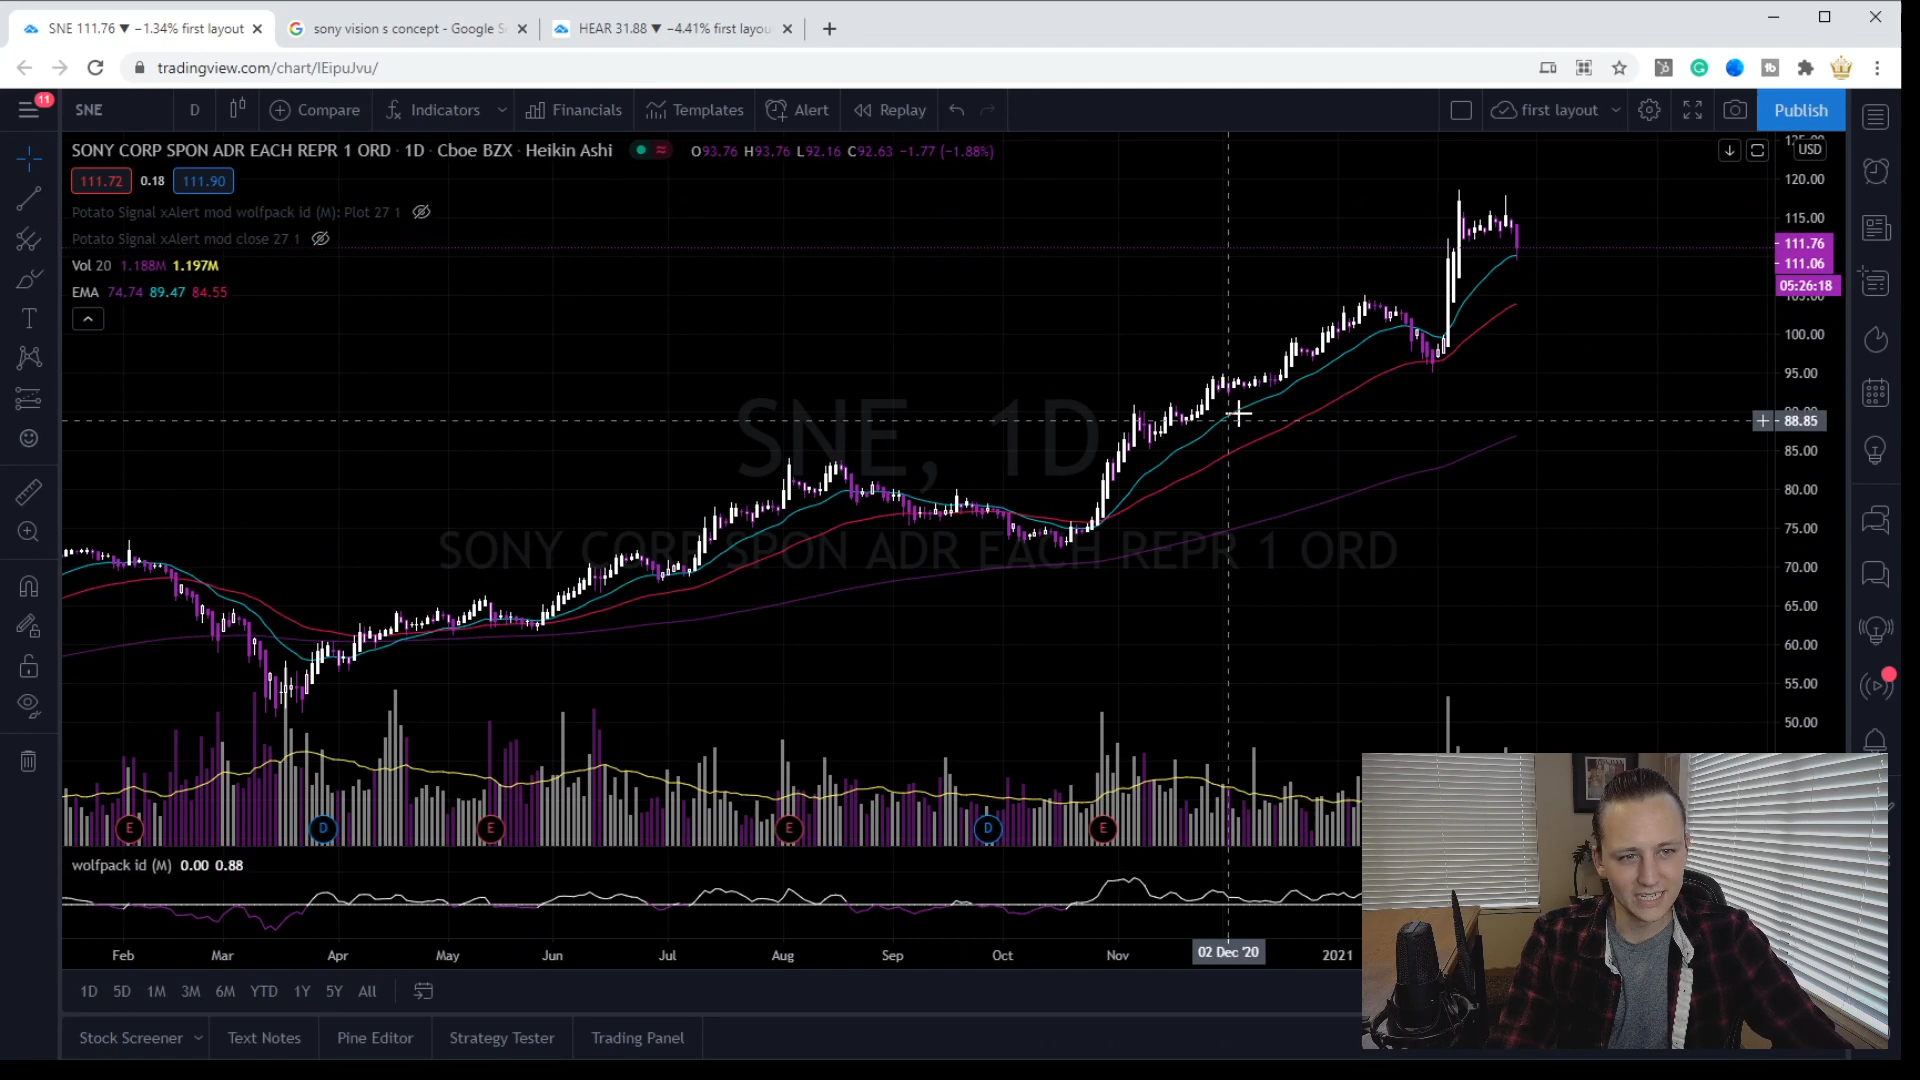 SNE 111.76 ▼ −1.34% first layout
sony vision s concept - Google S
HEAR 31.88 ▼ −4.41% first layou
tradingview.com/chart/lEipuJvu/
11
SNE
D
Compare
Indicators
Financials
Templates
Alert
Replay
first layout
Publish
SONY CORP SPON ADR EACH REPR 1 ORD · 1D · Cboe BZX · Heikin Ashi
O93.76 H93.76 L92.16 C92.63 −1.77 (−1.88%)
USD
111.72 0.18 111.90
Potato Signal xAlert mod wolfpack id (M): Plot 27 1
Potato Signal xAlert mod close 27 1
Vol 20 1.188M 1.197M
EMA 74.74 89.47 84.55
125.00
120.00
115.00
111.76
111.06
05:26:18
105.00
100.00
95.00
90.00
88.85
85.00
80.00
75.00
70.00
65.00
60.00
55.00
50.00
SNE, 1D
SONY CORP SPON ADR EACH REPR 1 ORD
E
D
E
E
D
E
wolfpack id (M) 0.00 0.88
Feb
Mar
Apr
May
Jun
Jul
Aug
Sep
Oct
Nov
02 Dec '20
2021
1D 5D 1M 3M 6M YTD 1Y 5Y All
Stock Screener
Text Notes
Pine Editor
Strategy Tester
Trading Panel